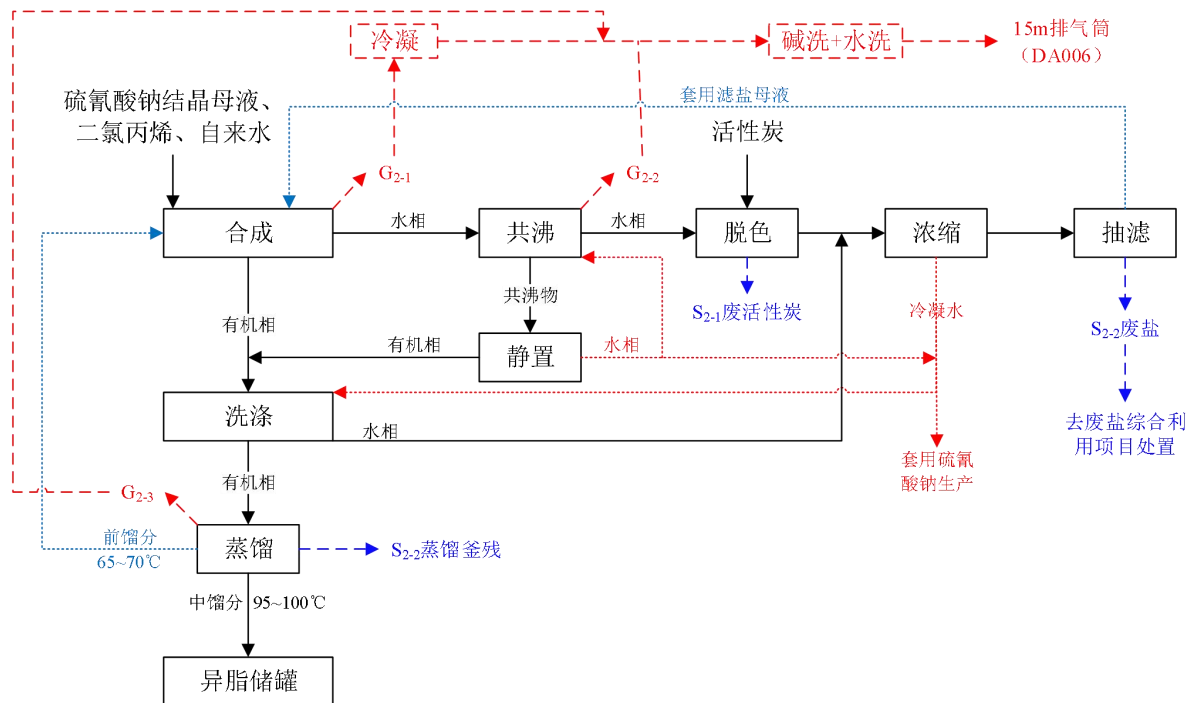 冷凝
碱洗+水洗
15m排气筒
（DA006）
硫氰酸钠结晶母液、
二氯丙烯、自来水
套用滤盐母液
活性炭
G2-1
G2-2
合成
水相
共沸
水相
脱色
浓缩
抽滤
共沸物
S2-1废活性炭
冷凝水
S2-2废盐
有机相
有机相
静置
水相
洗涤
水相
去废盐综合利
用项目处置
套用硫氰
酸钠生产
有机相
G2-3
前馏分
65~70℃
蒸馏
S2-2蒸馏釜残
中馏分
95~100℃
异脂储罐